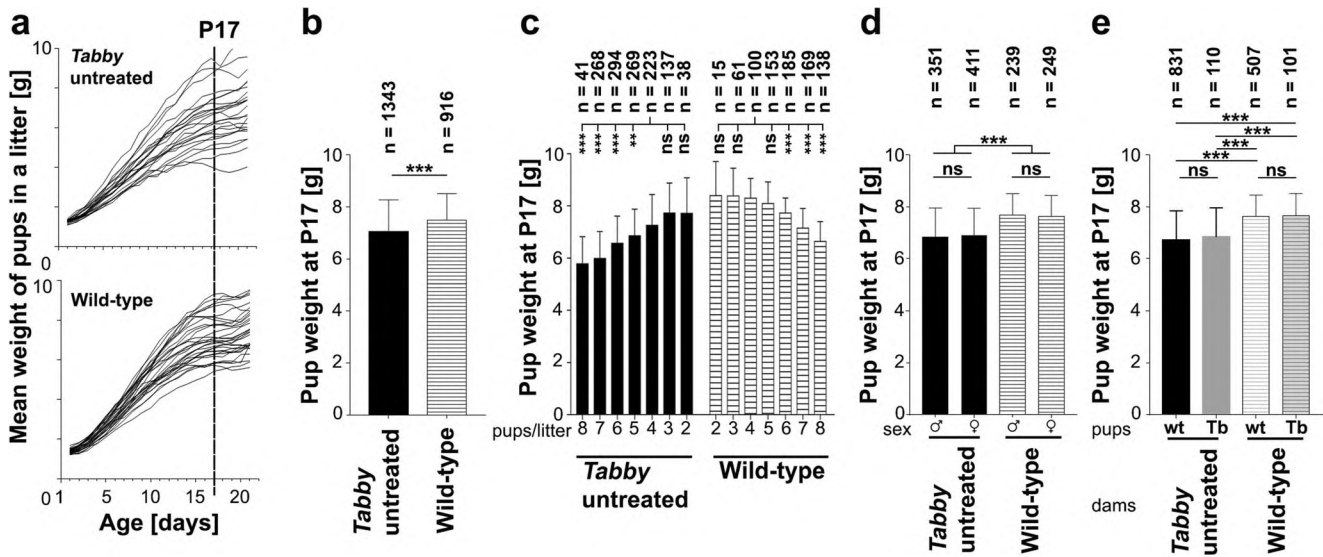 a
P17
Mean weight of pups in a litter [g]
10
Tabby
untreated
0
10
Wild-type
0
1
5
10
15
20
Age [days]
b
n = 1343
n = 916
***
Pup weight at P17 [g]
10
8
6
4
2
0
Tabby
untreated
Wild-type
c
n = 41
n = 268
n = 294
n = 269
n = 223
n = 137
n = 38
n = 15
n = 61
n = 100
n = 153
n = 185
n = 169
n = 138
*** *** *** ** ns ns
ns ns ns *** *** ***
Pup weight at P17 [g]
10
8
6
4
2
0
pups/litter 8 7 6 5 4 3 2 2 3 4 5 6 7 8
Tabby
untreated
Wild-type
d
n = 351
n = 411
n = 239
n = 249
***
ns ns
Pup weight at P17 [g]
10
8
6
4
2
0
sex ♂ ♀ ♂ ♀
Tabby
untreated
Wild-type
e
n = 831
n = 110
n = 507
n = 101
***
***
***
***
ns ns
Pup weight at P17 [g]
10
8
6
4
2
0
pups wt Tb wt Tb
dams
Tabby
untreated
Wild-type